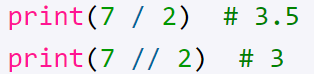 print(7 / 2)  # 3.5
print(7 // 2)  # 3